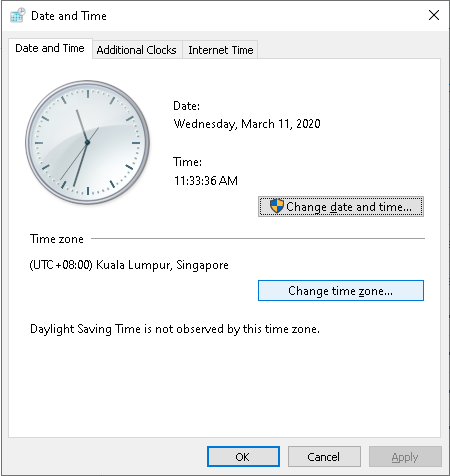 Date and Time
Date and Time
Additional Clocks
Internet Time
Date:
Wednesday, March 11, 2020
Time:
11:33:36 AM
Change date and time...
Time zone
(UTC+08:00) Kuala Lumpur, Singapore
Change time zone...
Daylight Saving Time is not observed by this time zone.
OK
Cancel
Apply